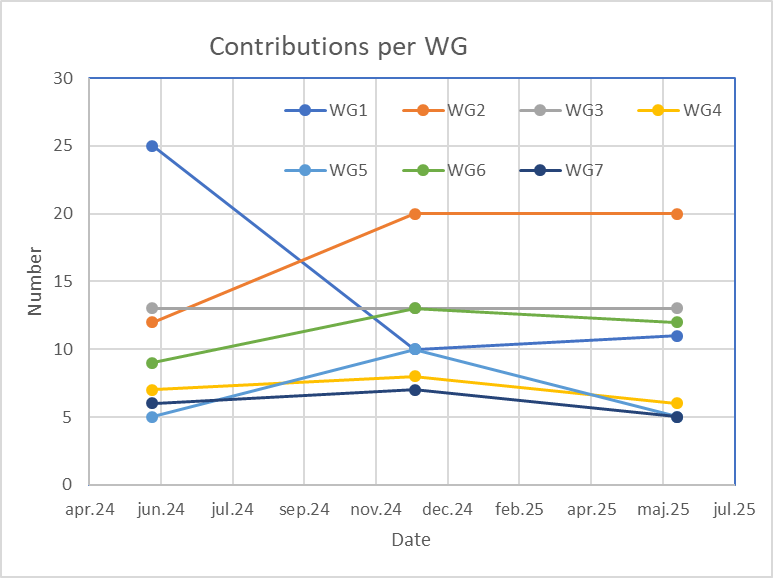 Contributions per WG
30
25
20
15
10
5
0
Number
WG1 WG2 WG3 WG4
WG5 WG6 WG7
apr.24 jun.24 jul.24 sep.24 nov.24 dec.24 feb.25 apr.25 maj.25 jul.25
Date